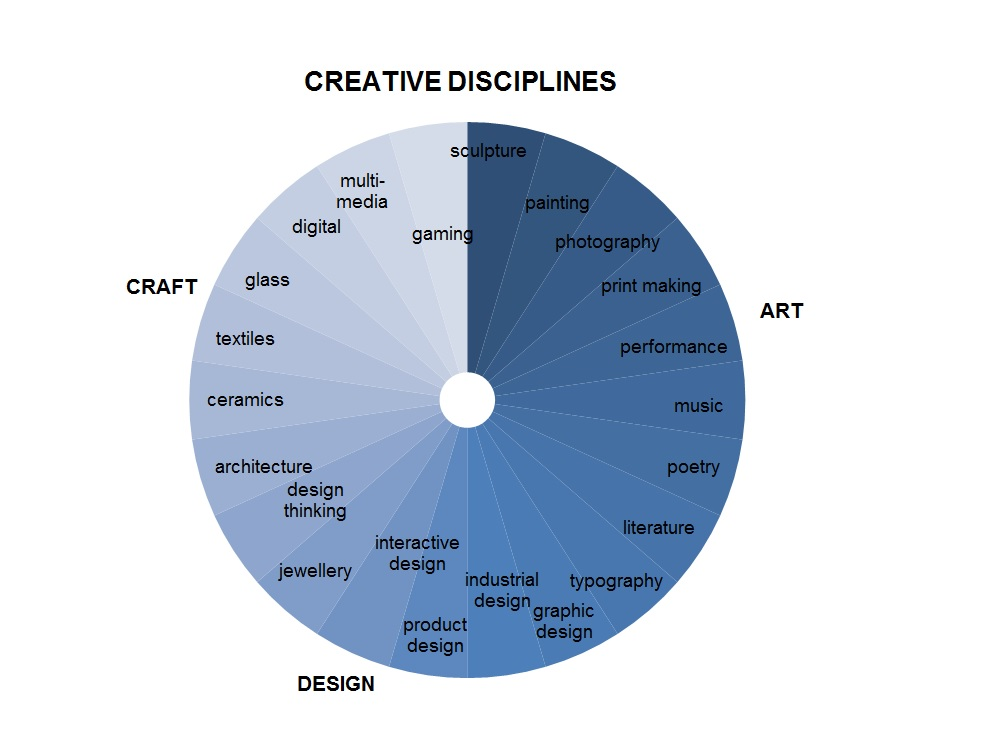 CREATIVE DISCIPLINES
sculpture
painting
photography
print making
ART
performance
music
poetry
literature
typography
graphic
design
industrial
design
product
design
DESIGN
interactive
design
jewellery
design
thinking
architecture
ceramics
textiles
CRAFT
glass
digital
multi-
media
gaming